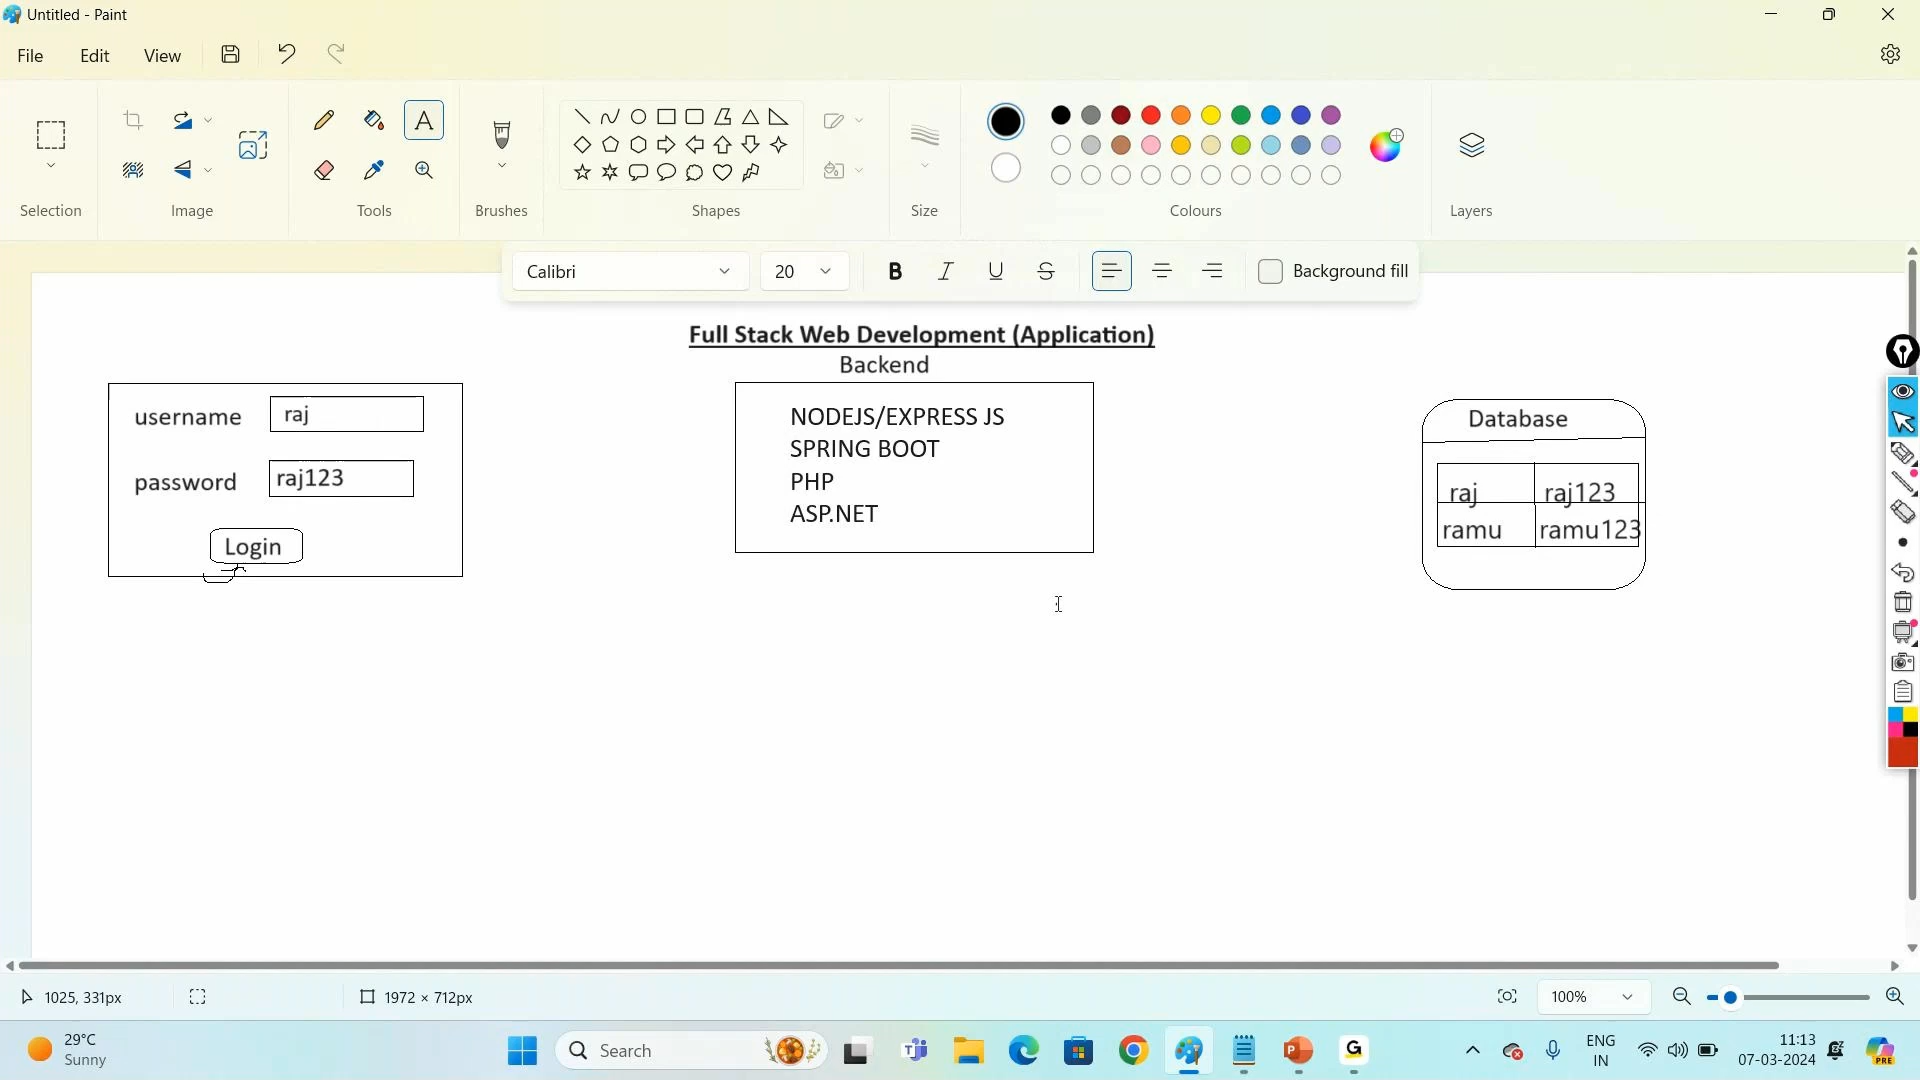 Untitled - Paint
File Edit View
Selection Image Tools Brushes Shapes Size Colours Layers
Calibri 20 B I U S Background fill
Full Stack Web Development (Application)
Backend
username raj
password raj123
Login
NODEJS/EXPRESS JS
SPRING BOOT
PHP
ASP.NET
Database
raj raj123
ramu ramu123
1025, 331px 1972 × 712px 100%
29°C
Sunny
Search
ENG
IN
11:13
07-03-2024
PRE